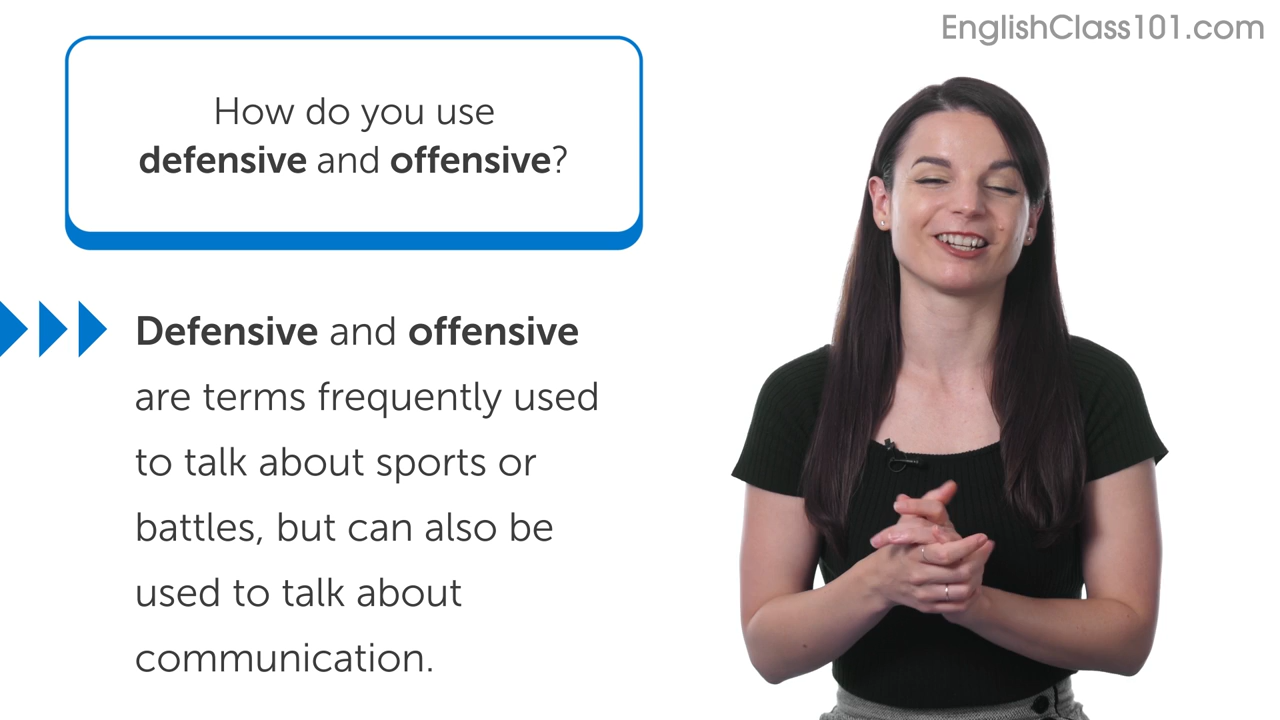 EnglishClass101.com
How do you use
defensive and offensive?
Defensive and offensive
are terms frequently used
to talk about sports or
battles, but can also be
used to talk about
communication.